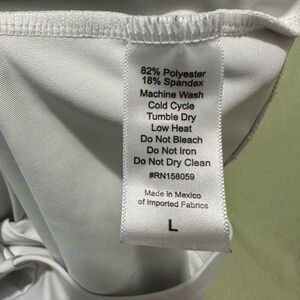 82% Polyester
18% Spandex
Machine Wash
Cold Cycle
Tumble Dry
Low Heat
Do Not Bleach
Do Not Iron
Do Not Dry Clean
#RN158059
Made in Mexico
of Imported Fabrics
L